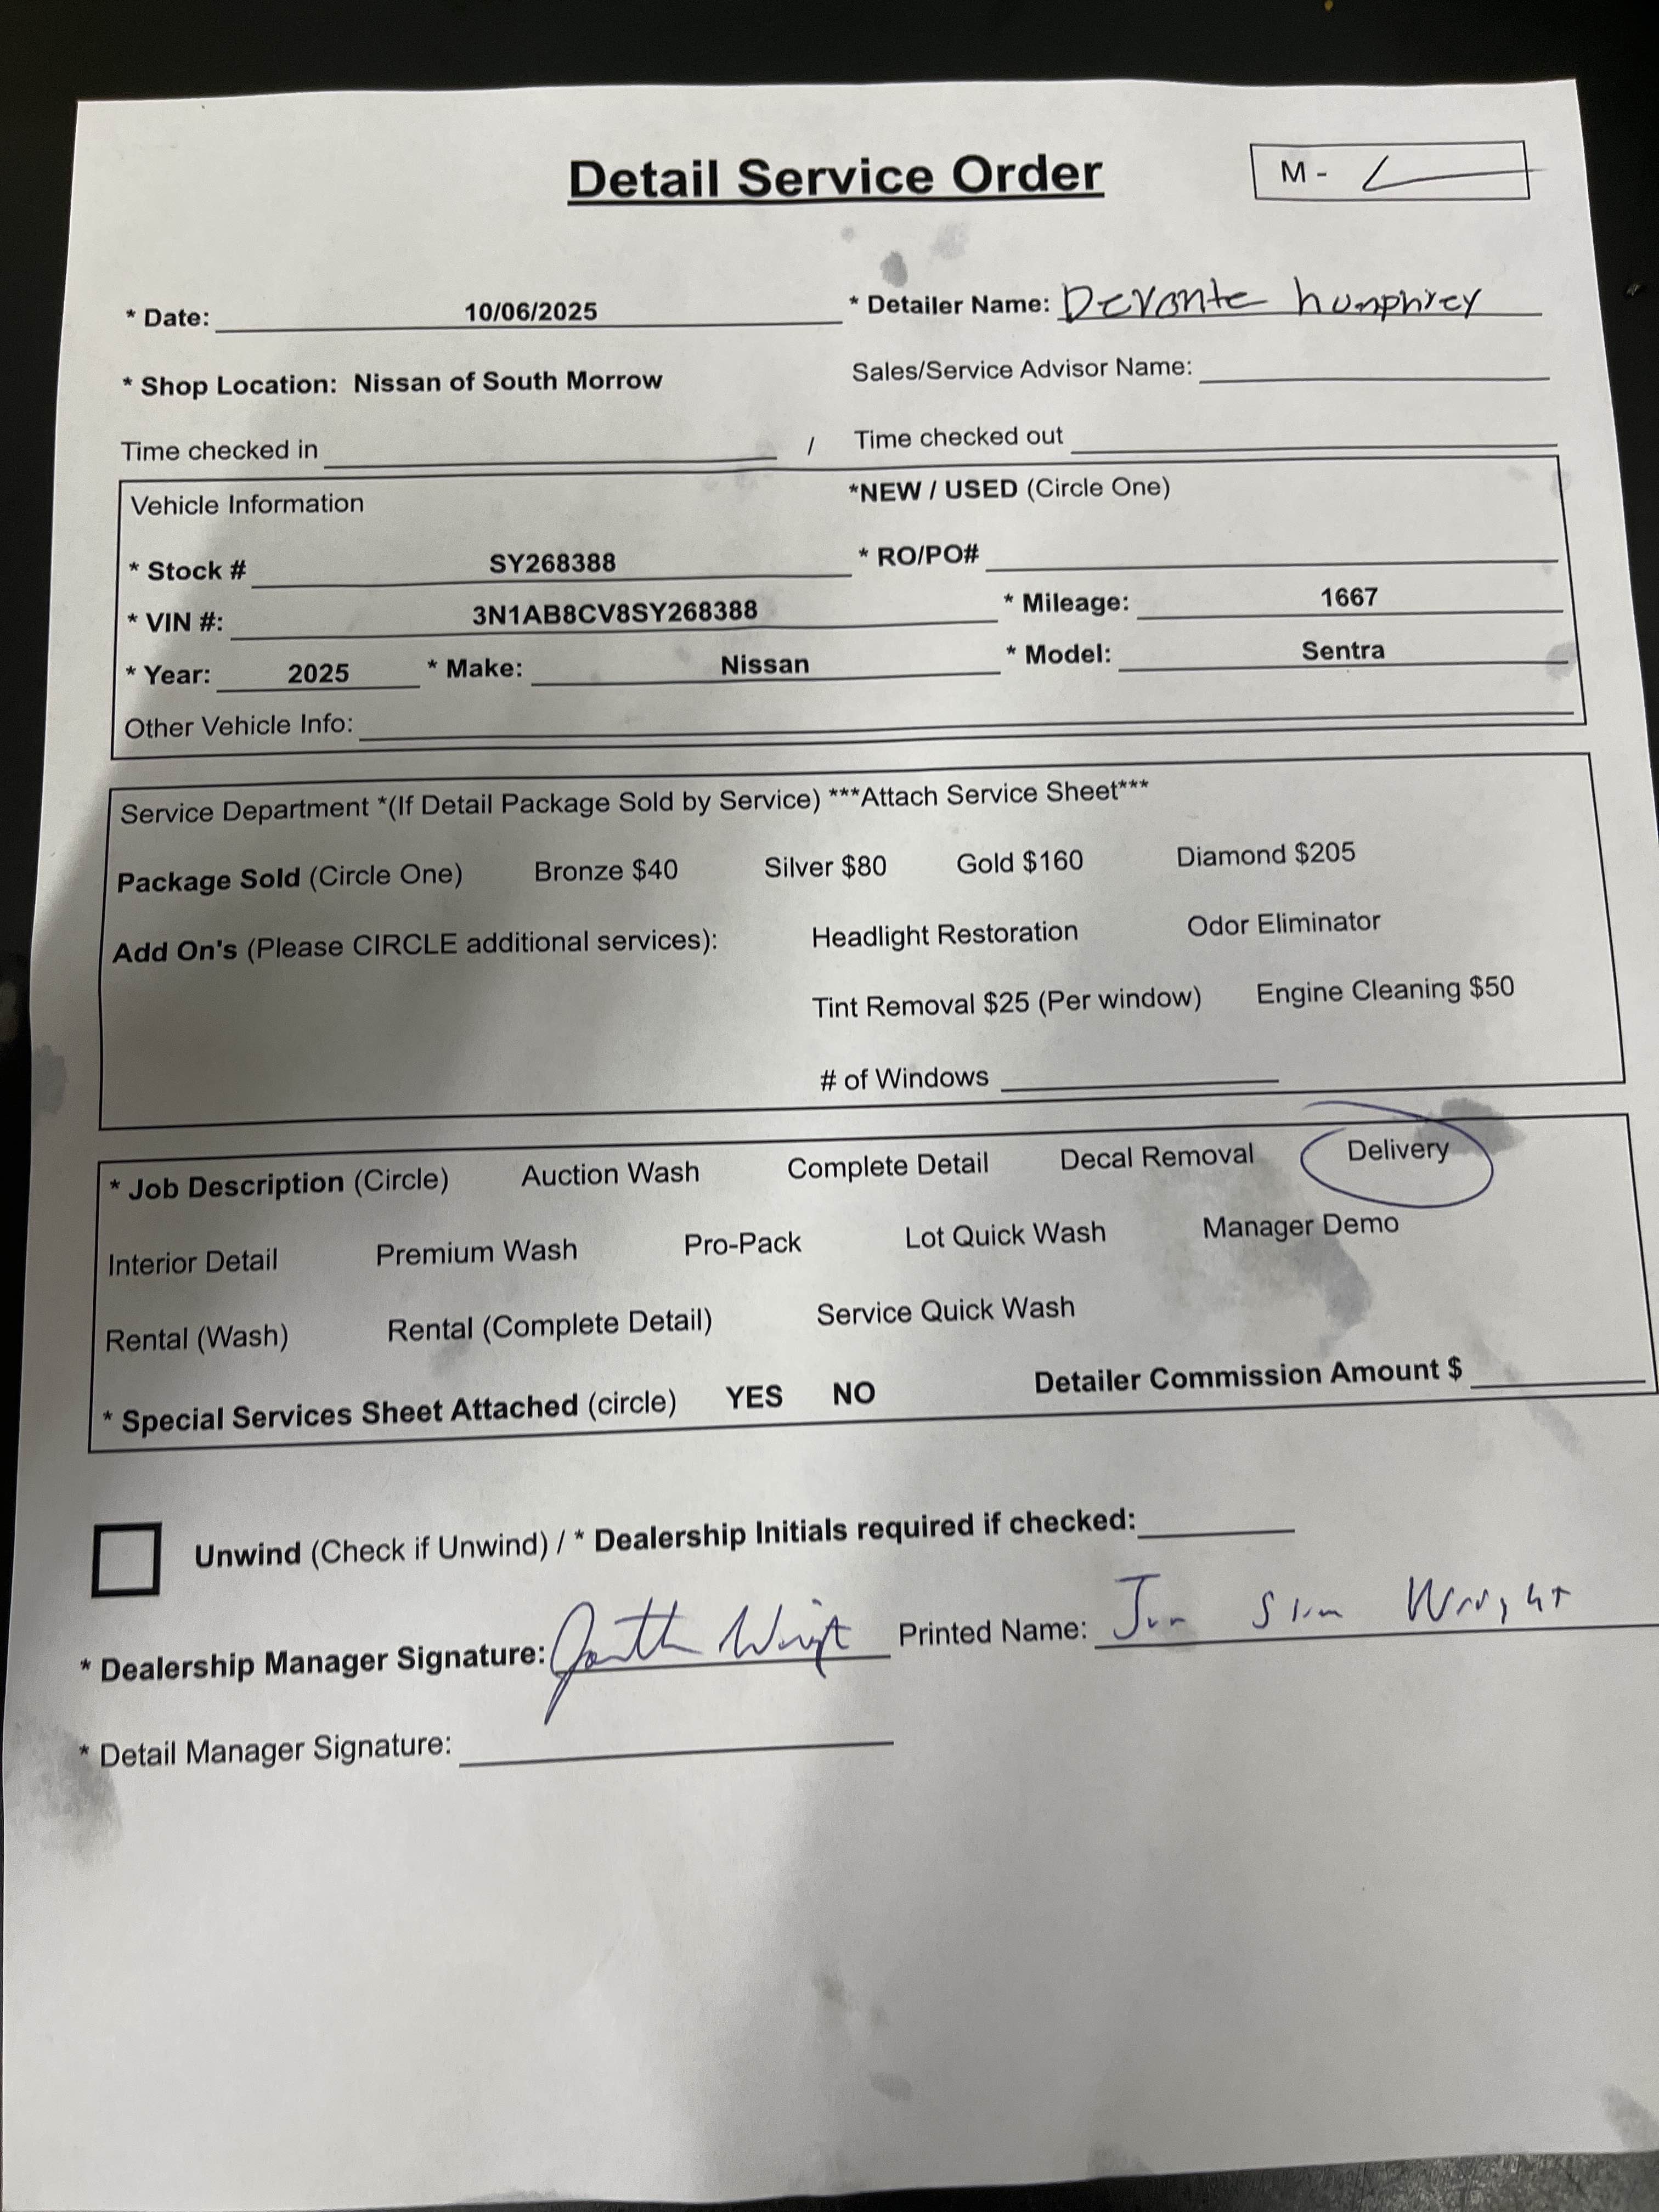 Detail Service Order
M -
* Date: 10/06/2025 * Detailer Name: Devante humphrey
* Shop Location: Nissan of South Morrow Sales/Service Advisor Name:
Time checked in / Time checked out
Vehicle Information *NEW / USED (Circle One)
* Stock # SY268388 * RO/PO#
* VIN #: 3N1AB8CV8SY268388 * Mileage: 1667
* Year: 2025 * Make: Nissan * Model: Sentra
Other Vehicle Info:
Service Department *(If Detail Package Sold by Service) ***Attach Service Sheet***
Package Sold (Circle One) Bronze $40 Silver $80 Gold $160 Diamond $205
Add On's (Please CIRCLE additional services): Headlight Restoration Odor Eliminator
Tint Removal $25 (Per window) Engine Cleaning $50
# of Windows
* Job Description (Circle) Auction Wash Complete Detail Decal Removal Delivery
Interior Detail Premium Wash Pro-Pack Lot Quick Wash Manager Demo
Rental (Wash) Rental (Complete Detail) Service Quick Wash
* Special Services Sheet Attached (circle) YES NO Detailer Commission Amount $
Unwind (Check if Unwind) / * Dealership Initials required if checked:
* Dealership Manager Signature: Printed Name: Slim Wright
* Detail Manager Signature: